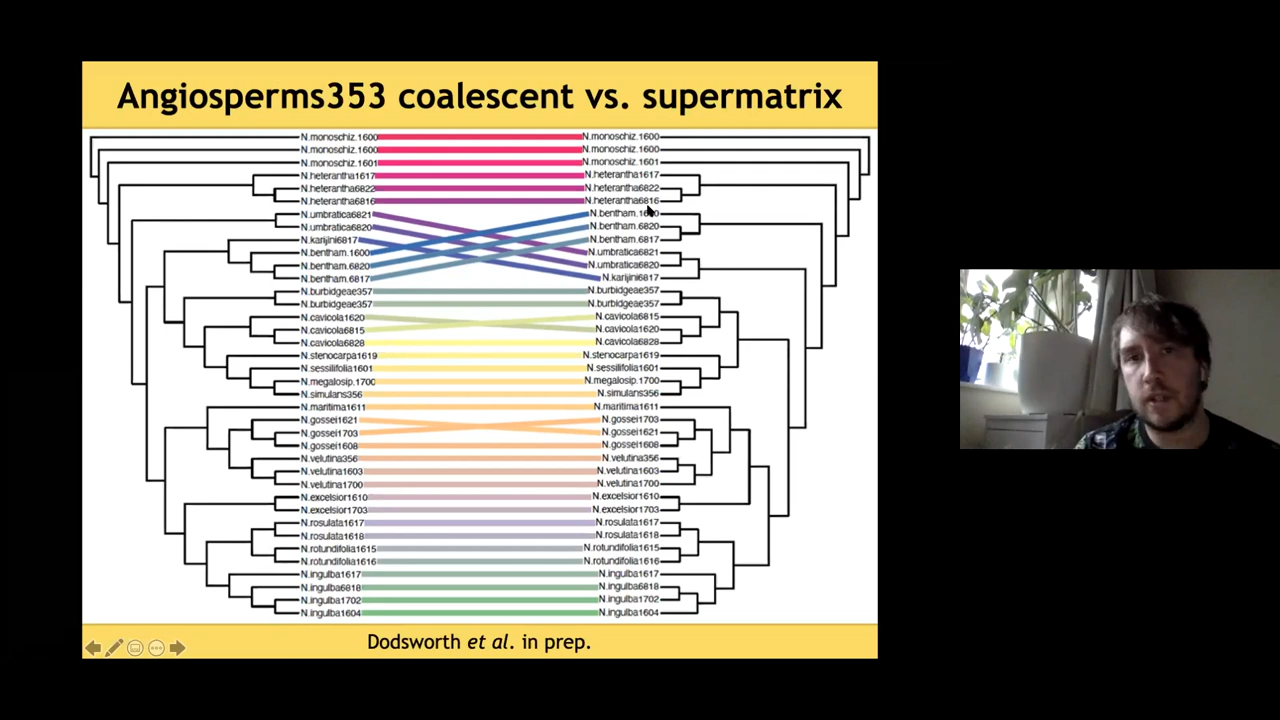 Angiosperms353 coalescent vs. supermatrix
N.monoschiz.1600 N.monoschiz.1600
N.monoschiz.1600 N.monoschiz.1600
N.monoschiz.1601 N.monoschiz.1601
N.heterantha1617 N.heterantha1617
N.heterantha6822 N.heterantha6822
N.heterantha6816 N.heterantha6816
N.umbratica6821 N.bentham.1600
N.umbratica6820 N.bentham.6820
N.karijini6817 N.bentham.6817
N.bentham.1600 N.umbratica6821
N.bentham.6820 N.umbratica6820
N.bentham.6817 N.karijini6817
N.burbidgeae357 N.burbidgeae357
N.burbidgeae357 N.burbidgeae357
N.cavicola1620 N.cavicola6815
N.cavicola6815 N.cavicola1620
N.cavicola6828 N.cavicola6828
N.stenocarpa1619 N.stenocarpa1619
N.sessilifolia1601 N.sessilifolia1601
N.megalosip.1700 N.megalosip.1700
N.simulans356 N.simulans356
N.maritima1611 N.maritima1611
N.gossei1621 N.gossei1703
N.gossei1703 N.gossei1621
N.gossei1608 N.gossei1608
N.velutina356 N.velutina356
N.velutina1603 N.velutina1603
N.velutina1700 N.velutina1700
N.excelsior1610 N.excelsior1610
N.excelsior1703 N.excelsior1703
N.rosulata1617 N.rosulata1617
N.rosulata1618 N.rosulata1618
N.rotundifolia1615 N.rotundifolia1615
N.rotundifolia1616 N.rotundifolia1616
N.ingulba1617 N.ingulba1617
N.ingulba6818 N.ingulba6818
N.ingulba1702 N.ingulba1702
N.ingulba1604 N.ingulba1604
Dodsworth et al. in prep.